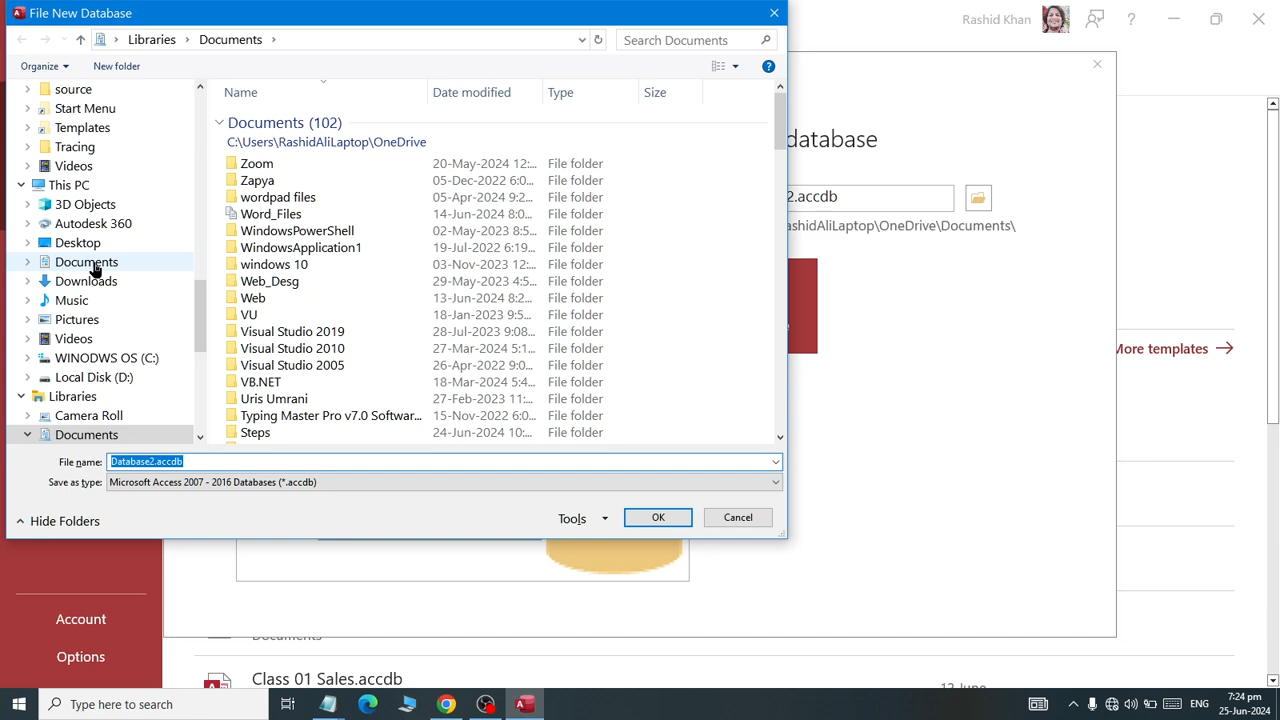 File New Database
Libraries > Documents >
Search Documents
Organize
New folder
source
Start Menu
Templates
Tracing
Videos
This PC
3D Objects
Autodesk 360
Desktop
Documents
Downloads
Music
Pictures
Videos
WINODWS OS (C:)
Local Disk (D:)
Libraries
Camera Roll
Documents
Name Date modified Type Size
Documents (102)
C:\Users\RashidAliLaptop\OneDrive
Zoom 20-May-2024 12:... File folder
Zapya 05-Dec-2022 6:0... File folder
wordpad files 05-Apr-2024 9:2... File folder
Word_Files 14-Jun-2024 8:0... File folder
WindowsPowerShell 02-May-2023 8:5... File folder
WindowsApplication1 19-Jul-2022 6:19... File folder
windows 10 03-Nov-2023 12:... File folder
Web_Desg 29-May-2023 4:5... File folder
Web 13-Jun-2024 8:2... File folder
VU 18-Jan-2023 9:5... File folder
Visual Studio 2019 28-Jul-2023 9:08... File folder
Visual Studio 2010 27-Mar-2024 5:1... File folder
Visual Studio 2005 26-Apr-2022 9:0... File folder
VB.NET 18-Mar-2024 5:4... File folder
Uris Umrani 27-Feb-2023 11:... File folder
Typing Master Pro v7.0 Softwar... 15-Nov-2022 6:0... File folder
Steps 24-Jun-2024 10:... File folder
File name: Database2.accdb
Save as type: Microsoft Access 2007 - 2016 Databases (*.accdb)
Hide Folders
Tools
OK
Cancel
Rashid Khan
?
database
2.accdb
ashidAliLaptop\OneDrive\Documents\
More templates
Account
Options
Documents
Class 01 Sales.accdb
12 June
Type here to search
ENG
7:24 pm
25-Jun-2024